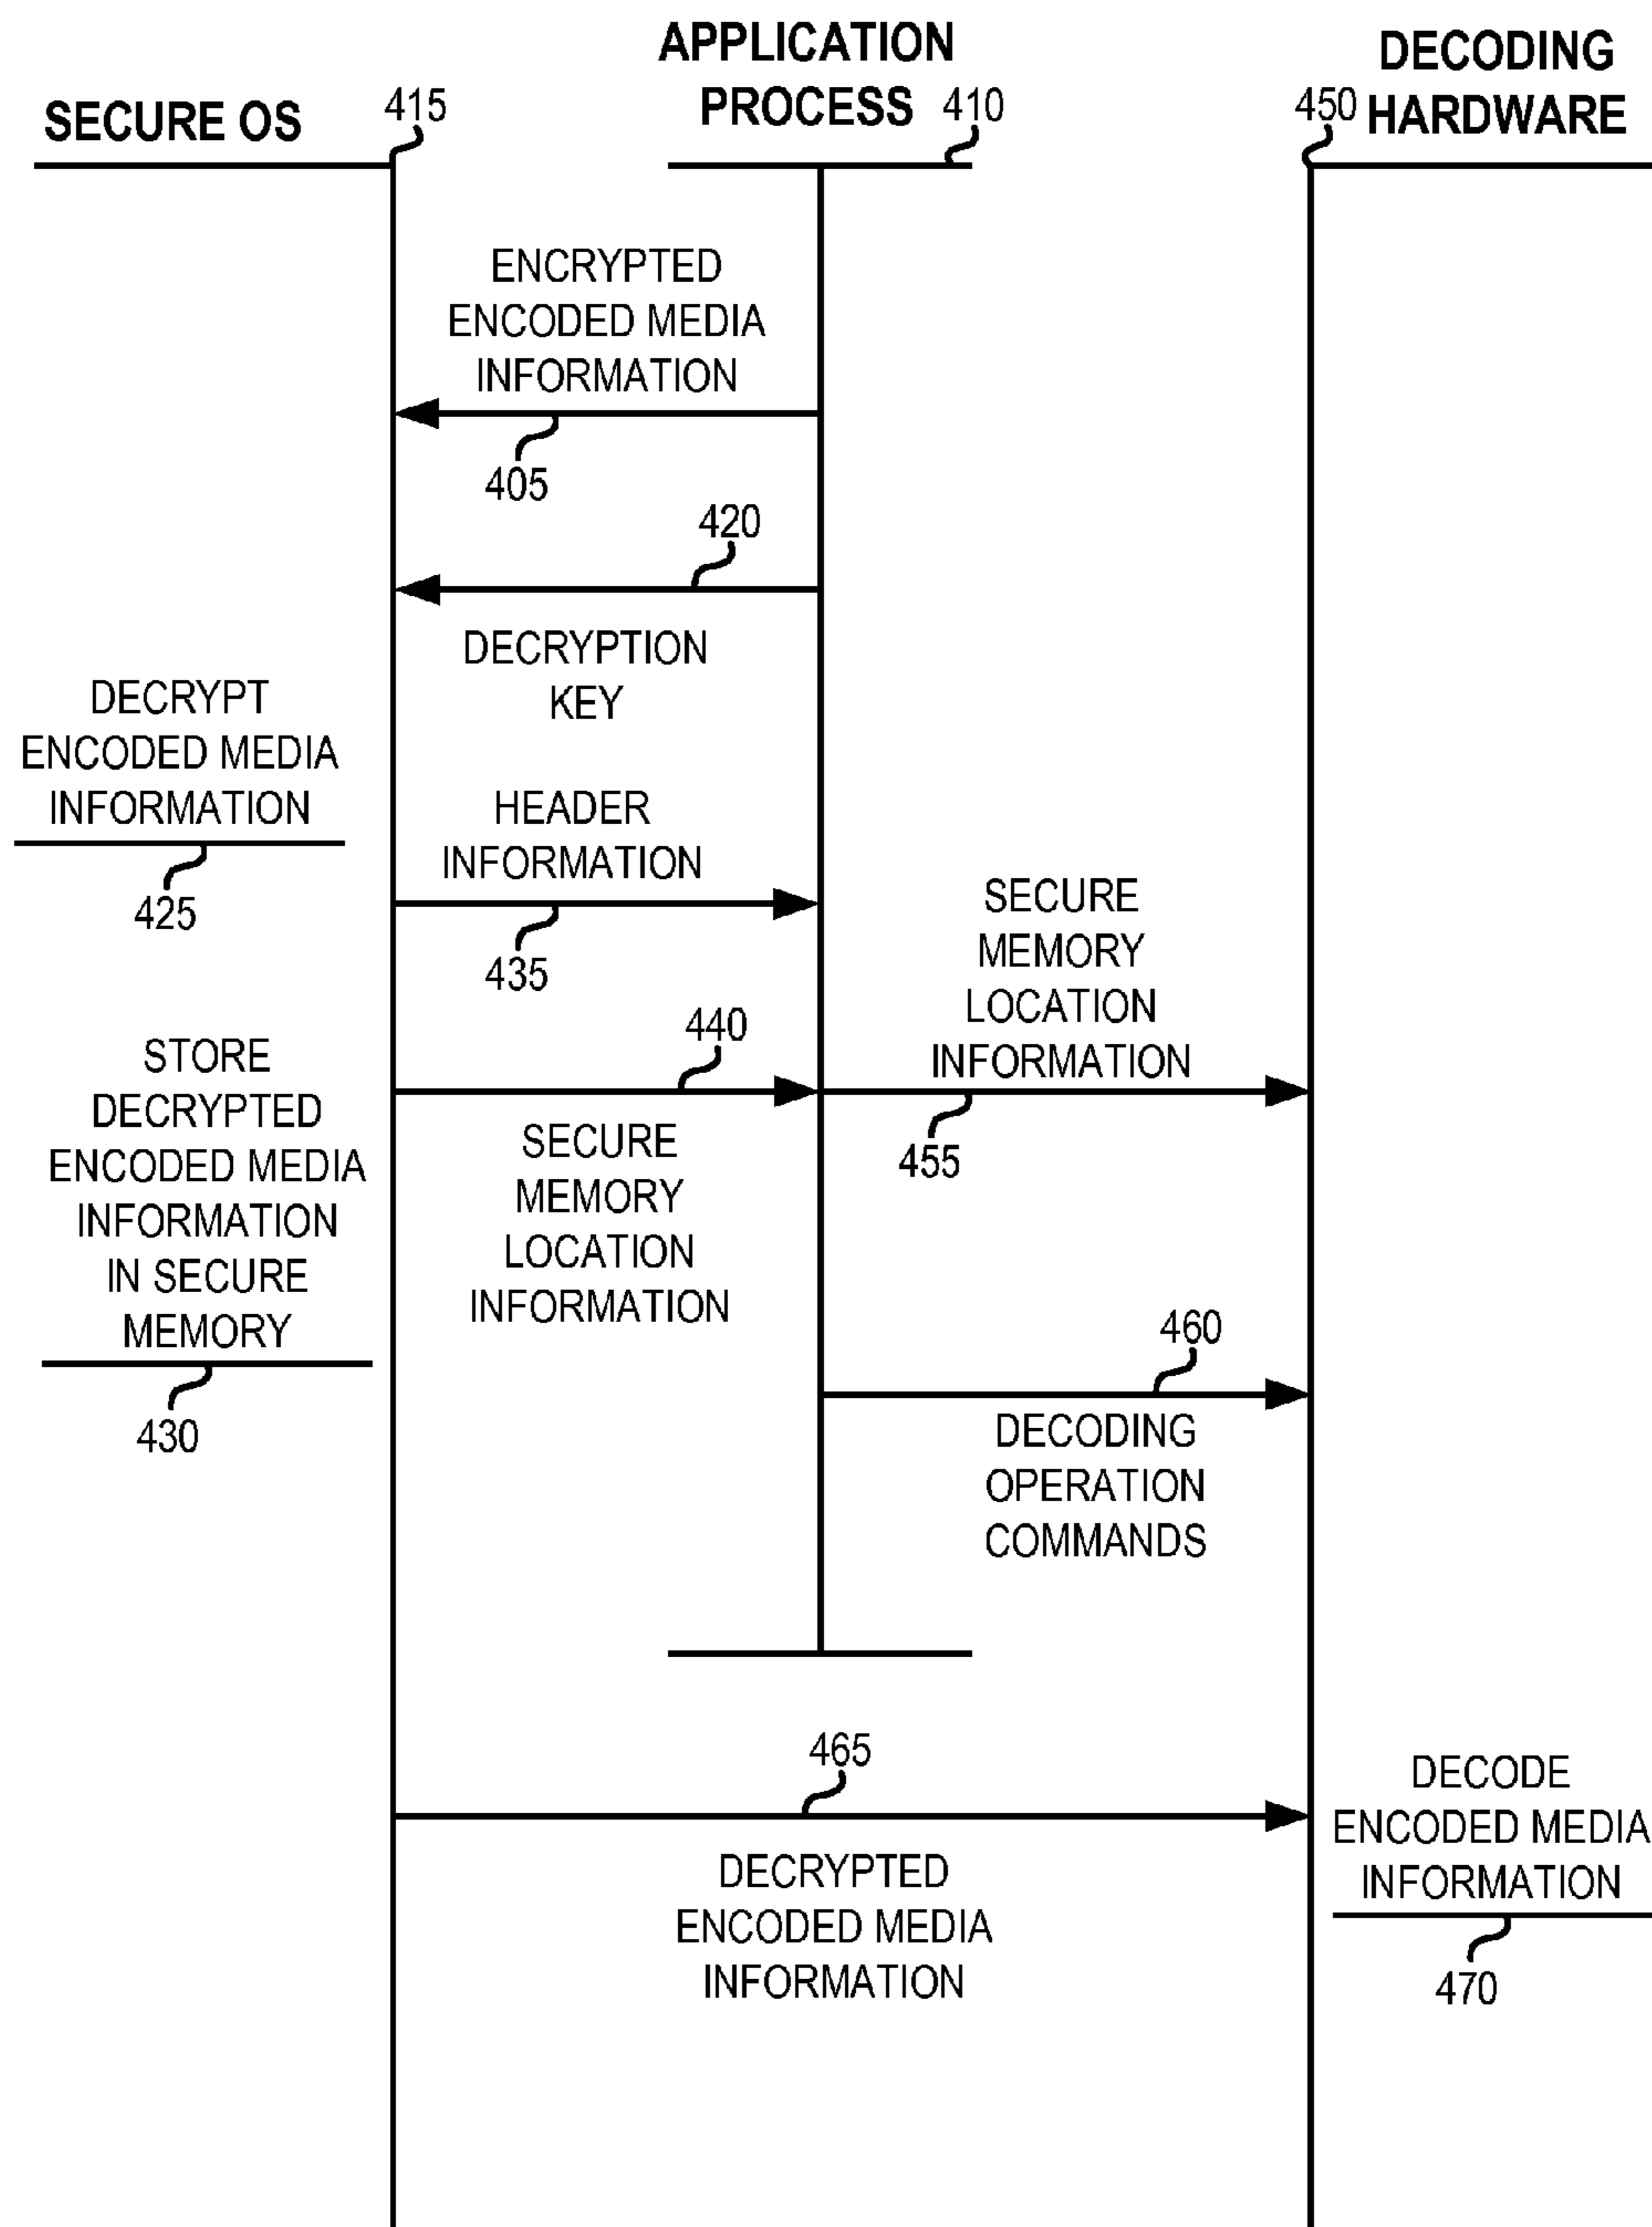 APPLICATION
PROCESS
410
SECURE OS
415
450
DECODING
HARDWARE
ENCRYPTED
ENCODED MEDIA
INFORMATION
405
420
DECRYPTION
KEY
DECRYPT
ENCODED MEDIA
INFORMATION
425
HEADER
INFORMATION
435
SECURE
MEMORY
LOCATION
INFORMATION
455
440
SECURE
MEMORY
LOCATION
INFORMATION
STORE
DECRYPTED
ENCODED MEDIA
INFORMATION
IN SECURE
MEMORY
430
460
DECODING
OPERATION
COMMANDS
465
DECRYPTED
ENCODED MEDIA
INFORMATION
DECODE
ENCODED MEDIA
INFORMATION
470